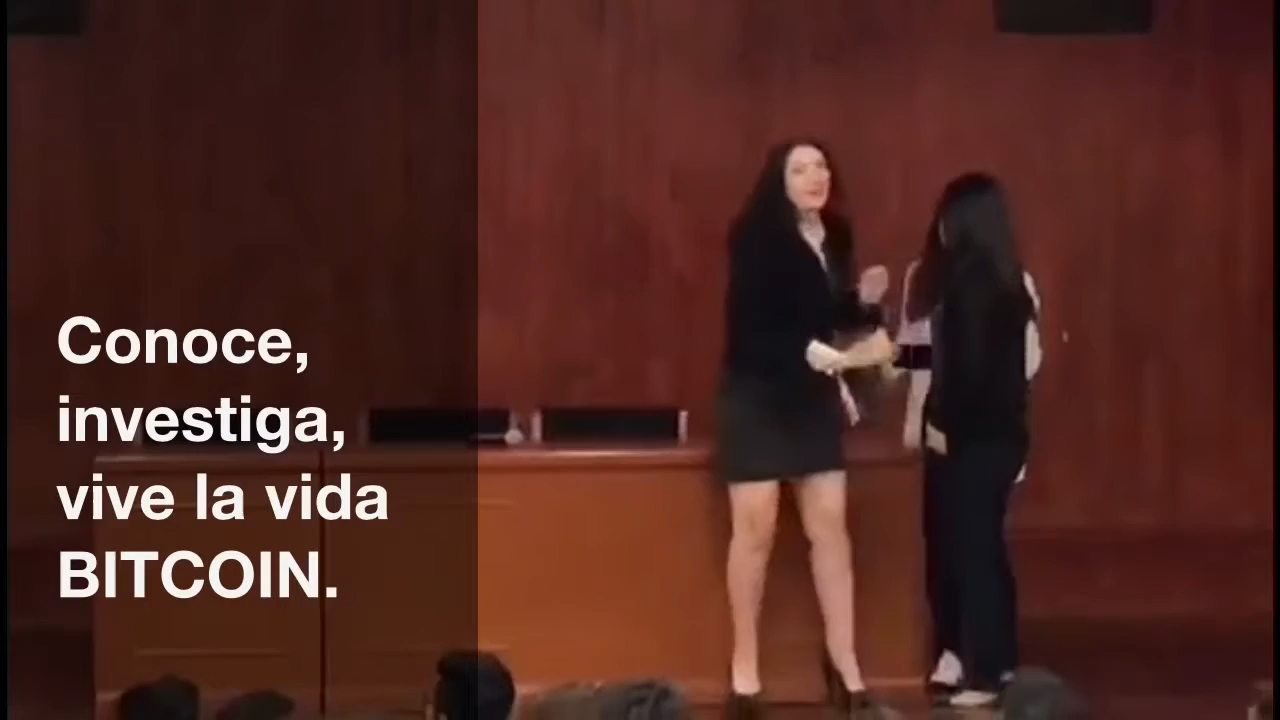 Conoce,
investiga,
vive la vida
BITCOIN.